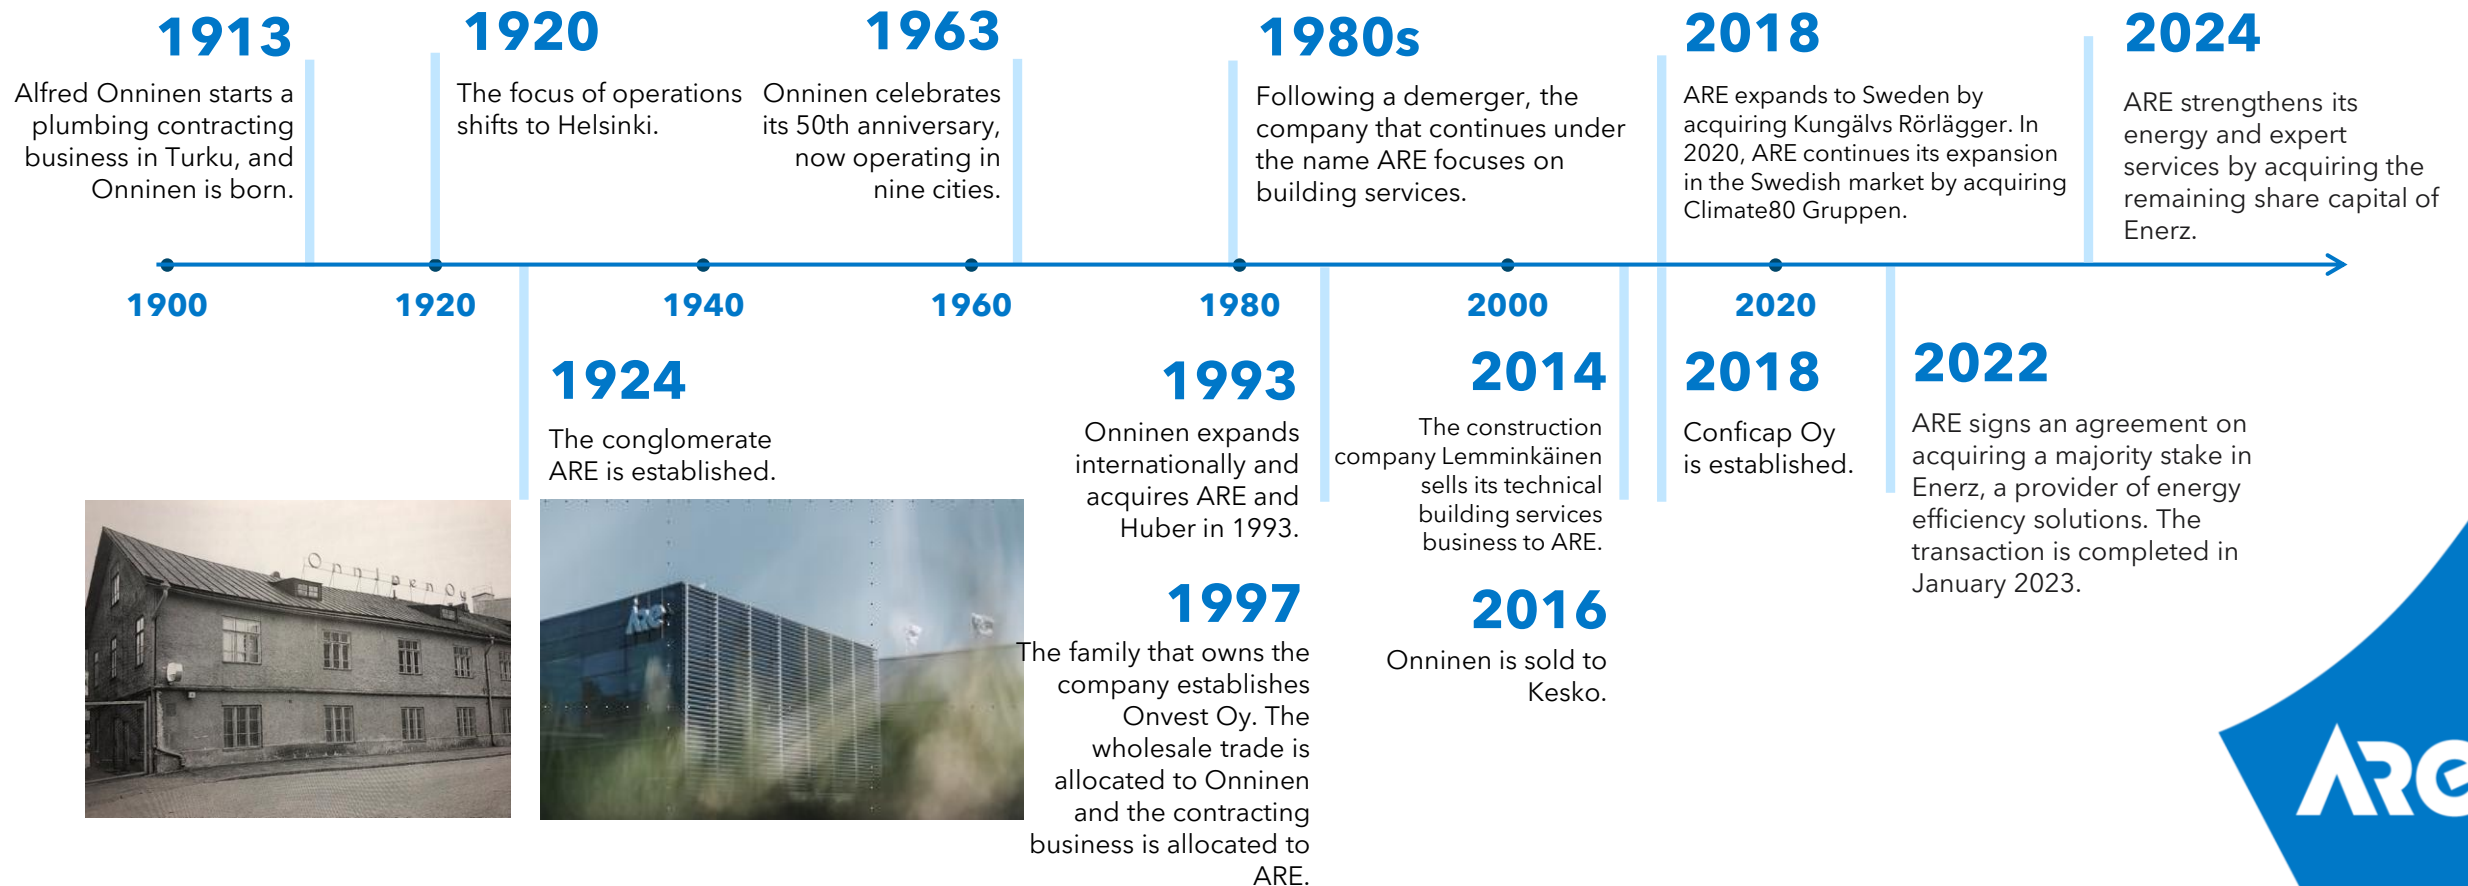 1913
Alfred Onninen starts a
plumbing contracting
business in Turku, and
Onninen is born.
1920
The focus of operations
shifts to Helsinki.
1963
Onninen celebrates
its 50th anniversary,
now operating in
nine cities.
1980s
Following a demerger, the
company that continues under
the name ARE focuses on
building services.
2018
ARE expands to Sweden by
acquiring Kungälvs Rörlägger. In
2020, ARE continues its expansion
in the Swedish market by acquiring
Climate80 Gruppen.
2024
ARE strengthens its
energy and expert
services by acquiring the
remaining share capital of
Enerz.
1900
1920
1940
1960
1980
2000
2020
1924
The conglomerate
ARE is established.
1993
Onninen expands
internationally and
acquires ARE and
Huber in 1993.
1997
The family that owns the
company establishes
Onvest Oy. The
wholesale trade is
allocated to Onninen
and the contracting
business is allocated to
ARE.
2014
The construction
company Lemminkäinen
sells its technical
building services
business to ARE.
2016
Onninen is sold to
Kesko.
2018
Conficap Oy
is established.
2022
ARE signs an agreement on
acquiring a majority stake in
Enerz, a provider of energy
efficiency solutions. The
transaction is completed in
January 2023.
Onninen Oy
Are
ARE